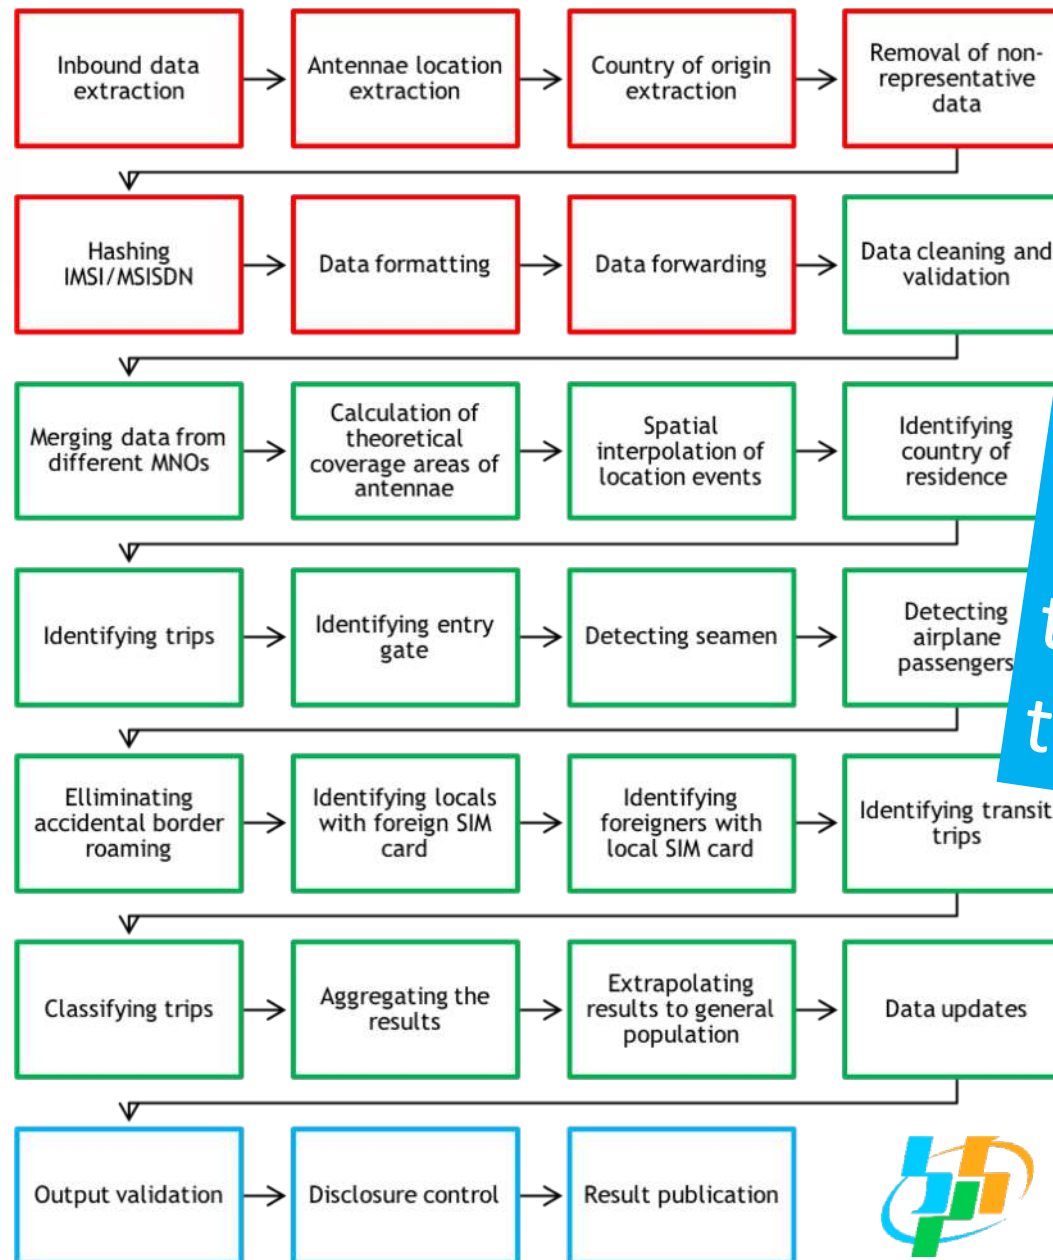 Inbound data
extraction
Antennae location
extraction
Country of origin
extraction
Removal of non-
representative
data
Hashing
IMSI/MSISDN
Data formatting
Data forwarding
Data cleaning and
validation
Merging data from
different MNOs
Calculation of
theoretical
coverage areas of
antennae
Spatial
interpolation of
location events
Identifying
country of
residence
Identifying trips
Identifying entry
gate
Detecting seamen
Detecting
airplane
passengers
Elliminating
accidental border
roaming
Identifying locals
with foreign SIM
card
Identifying
foreigners with
local SIM card
Identifying transit
trips
Classifying trips
Aggregating the
results
Extrapolating
results to general
population
Data updates
Output validation
Disclosure control
Result publication